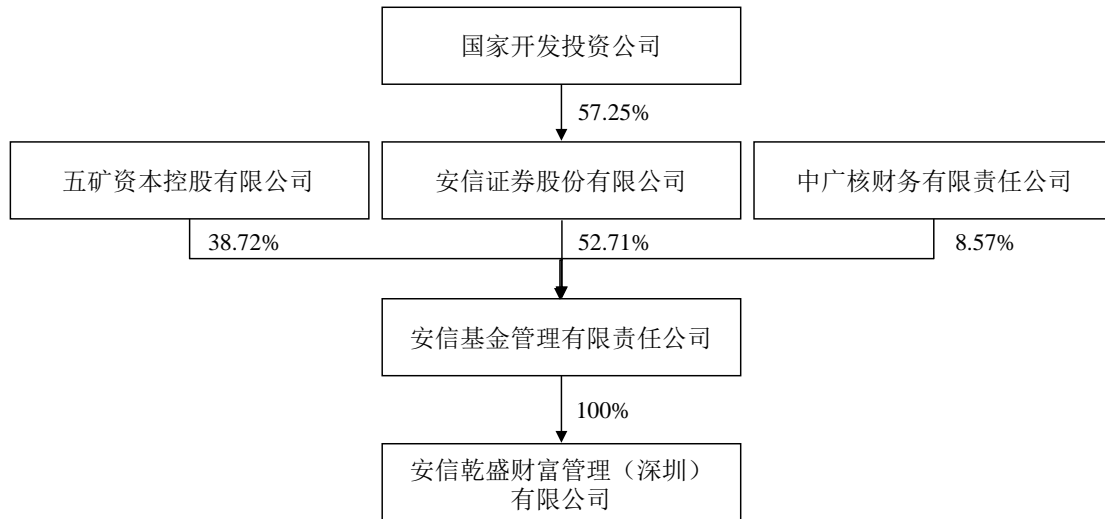 国家开发投资公司
57.25%
五矿资本控股有限公司
安信证券股份有限公司
中广核财务有限责任公司
38.72%
52.71%
8.57%
安信基金管理有限责任公司
100%
安信乾盛财富管理（深圳）
有限公司